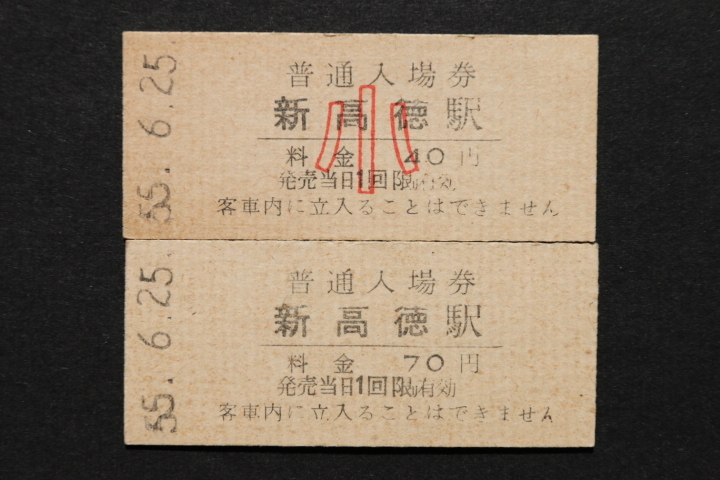 55. 6.25
普通入場券
小
新高徳駅
料金 40円
発売当日1回限有効
客車内に立入ることはできません
55. 6.25
普通入場券
新高徳駅
料金 70円
発売当日1回限有効
客車内に立入ることはできません